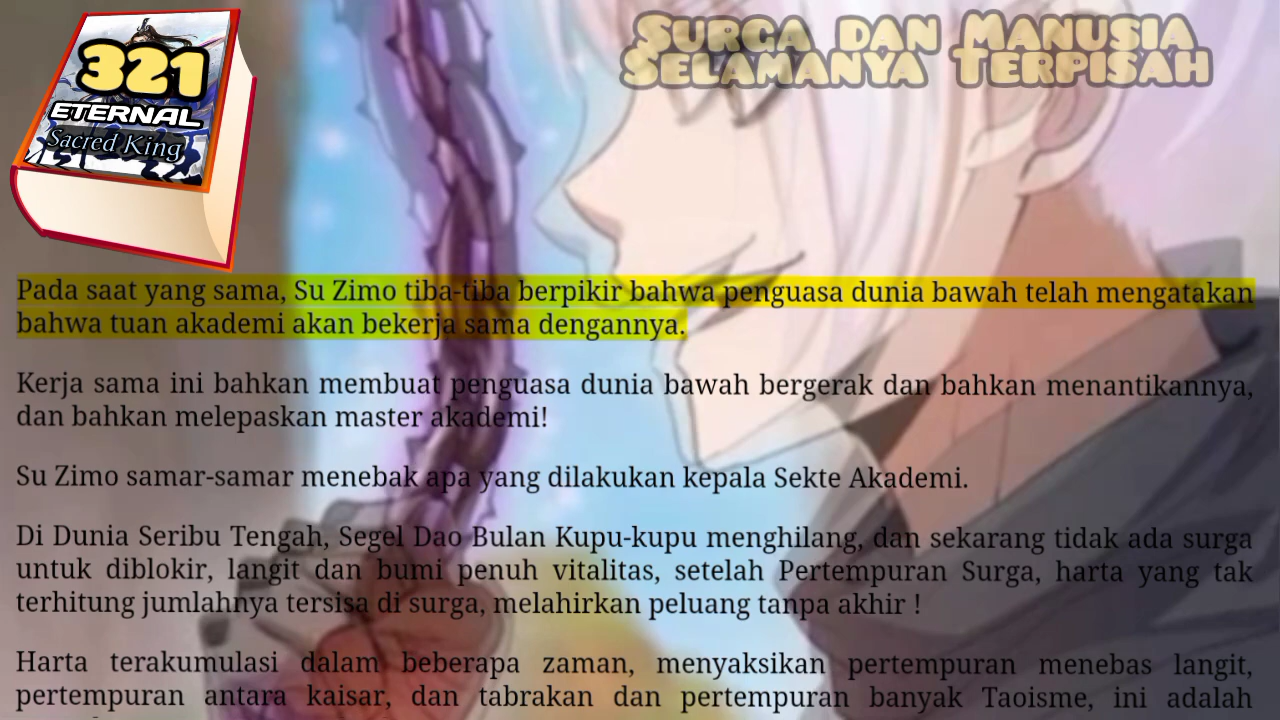 321
ETERNAL
Sacred King
SURGA DAN MANUSIA
SELAMANYA TERPISAH
Pada saat yang sama, Su Zimo tiba-tiba berpikir bahwa penguasa dunia bawah telah mengatakan
bahwa tuan akademi akan bekerja sama dengannya.
Kerja sama ini bahkan membuat penguasa dunia bawah bergerak dan bahkan menantikannya,
dan bahkan melepaskan master akademi!
Su Zimo samar-samar menebak apa yang dilakukan kepala Sekte Akademi.
Di Dunia Seribu Tengah, Segel Dao Bulan Kupu-kupu menghilang, dan sekarang tidak ada surga
untuk diblokir, langit dan bumi penuh vitalitas, setelah Pertempuran Surga, harta yang tak
terhitung jumlahnya tersisa di surga, melahirkan peluang tanpa akhir !
Harta terakumulasi dalam beberapa zaman, menyaksikan pertempuran menebas langit,
pertempuran antara kaisar, dan tabrakan dan pertempuran banyak Taoisme, ini adalah